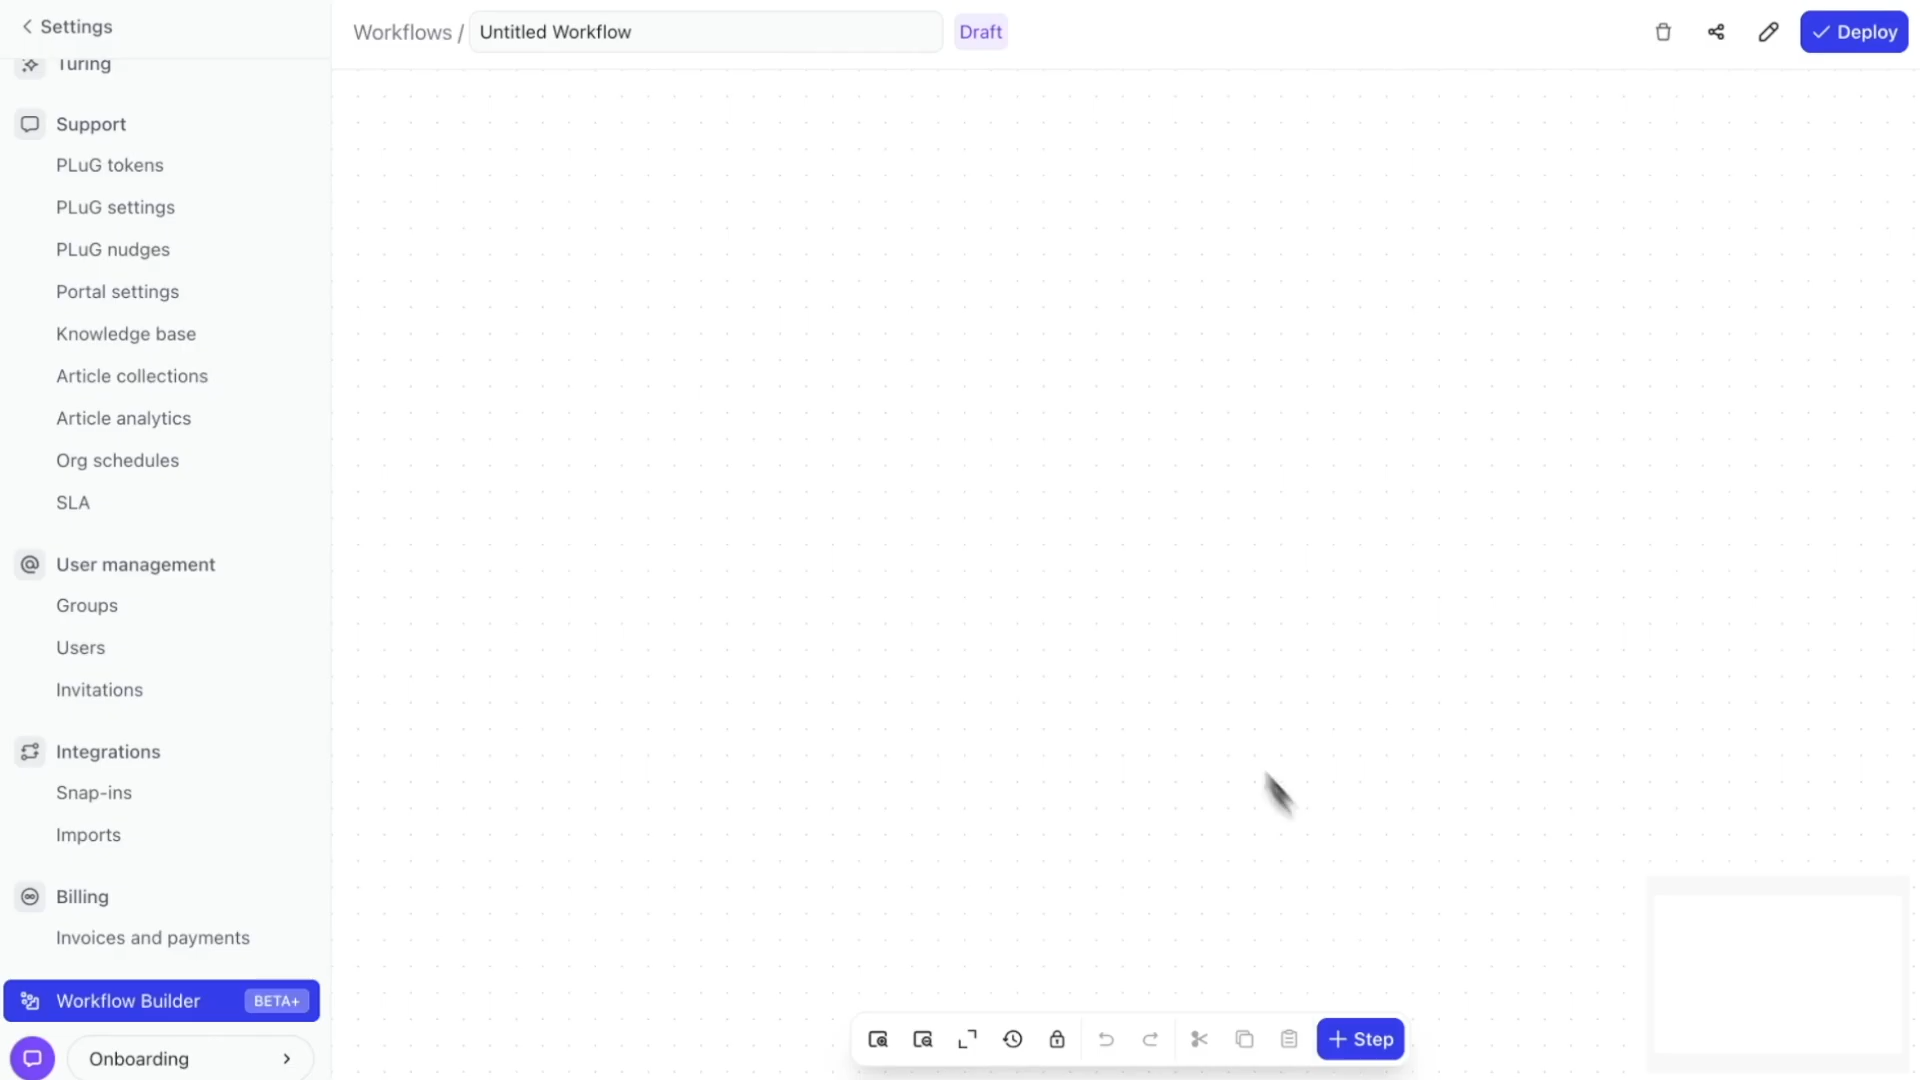 Settings
Turing
Support
PLuG tokens
PLuG settings
PLuG nudges
Portal settings
Knowledge base
Article collections
Article analytics
Org schedules
SLA
User management
Groups
Users
Invitations
Integrations
Snap-ins
Imports
Billing
Invoices and payments
Workflow Builder BETA+
Onboarding
Workflows / Untitled Workflow Draft
Deploy
Step